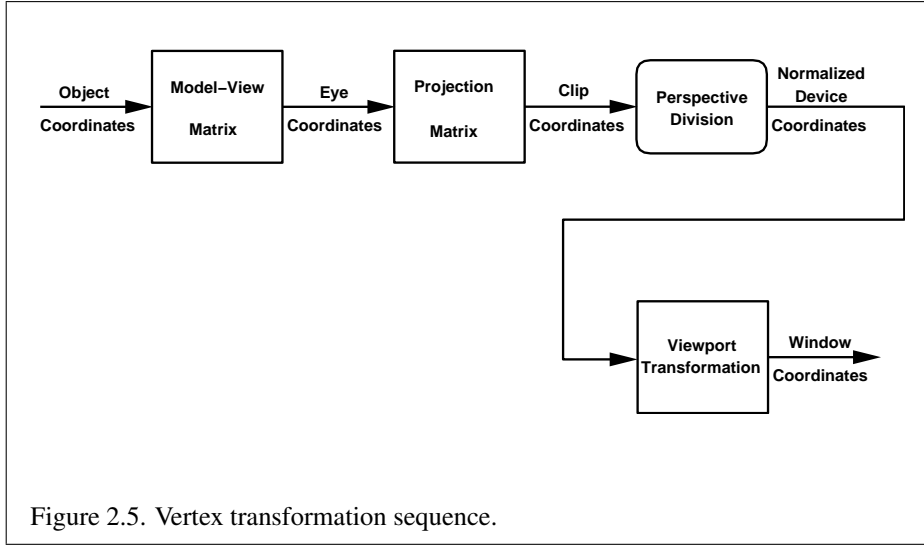 Object
Coordinates
Model–View
Matrix
Eye
Coordinates
Projection
Matrix
Clip
Coordinates
Perspective
Division
Normalized
Device
Coordinates
Viewport
Transformation
Window
Coordinates
Figure 2.5. Vertex transformation sequence.